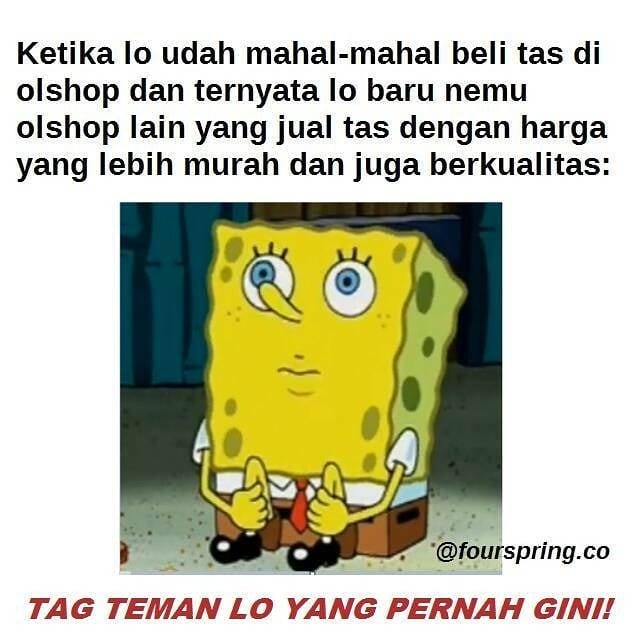 Ketika lo udah mahal-mahal beli tas di
olshop dan ternyata lo baru nemu
olshop lain yang jual tas dengan harga
yang lebih murah dan juga berkualitas:
@fourspring.co
TAG TEMAN LO YANG PERNAH GINI!